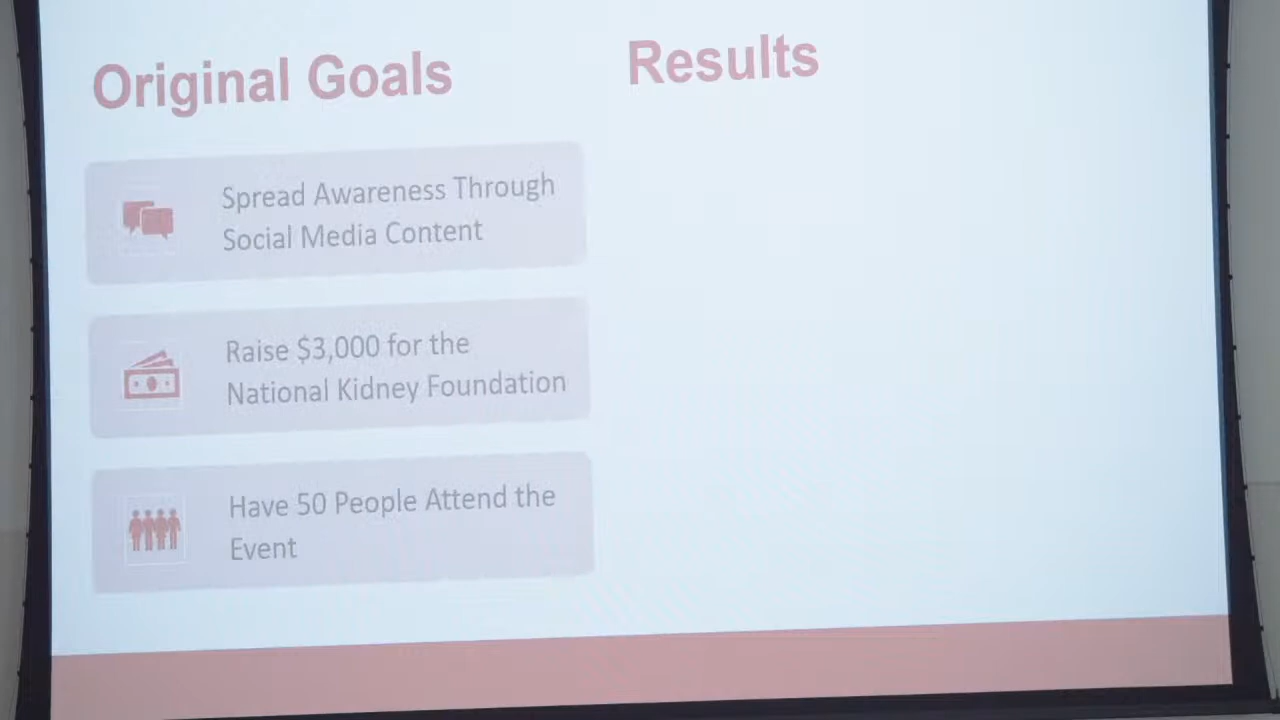 Original Goals
Results
Spread Awareness Through
Social Media Content
Raise $3,000 for the
National Kidney Foundation
Have 50 People Attend the
Event